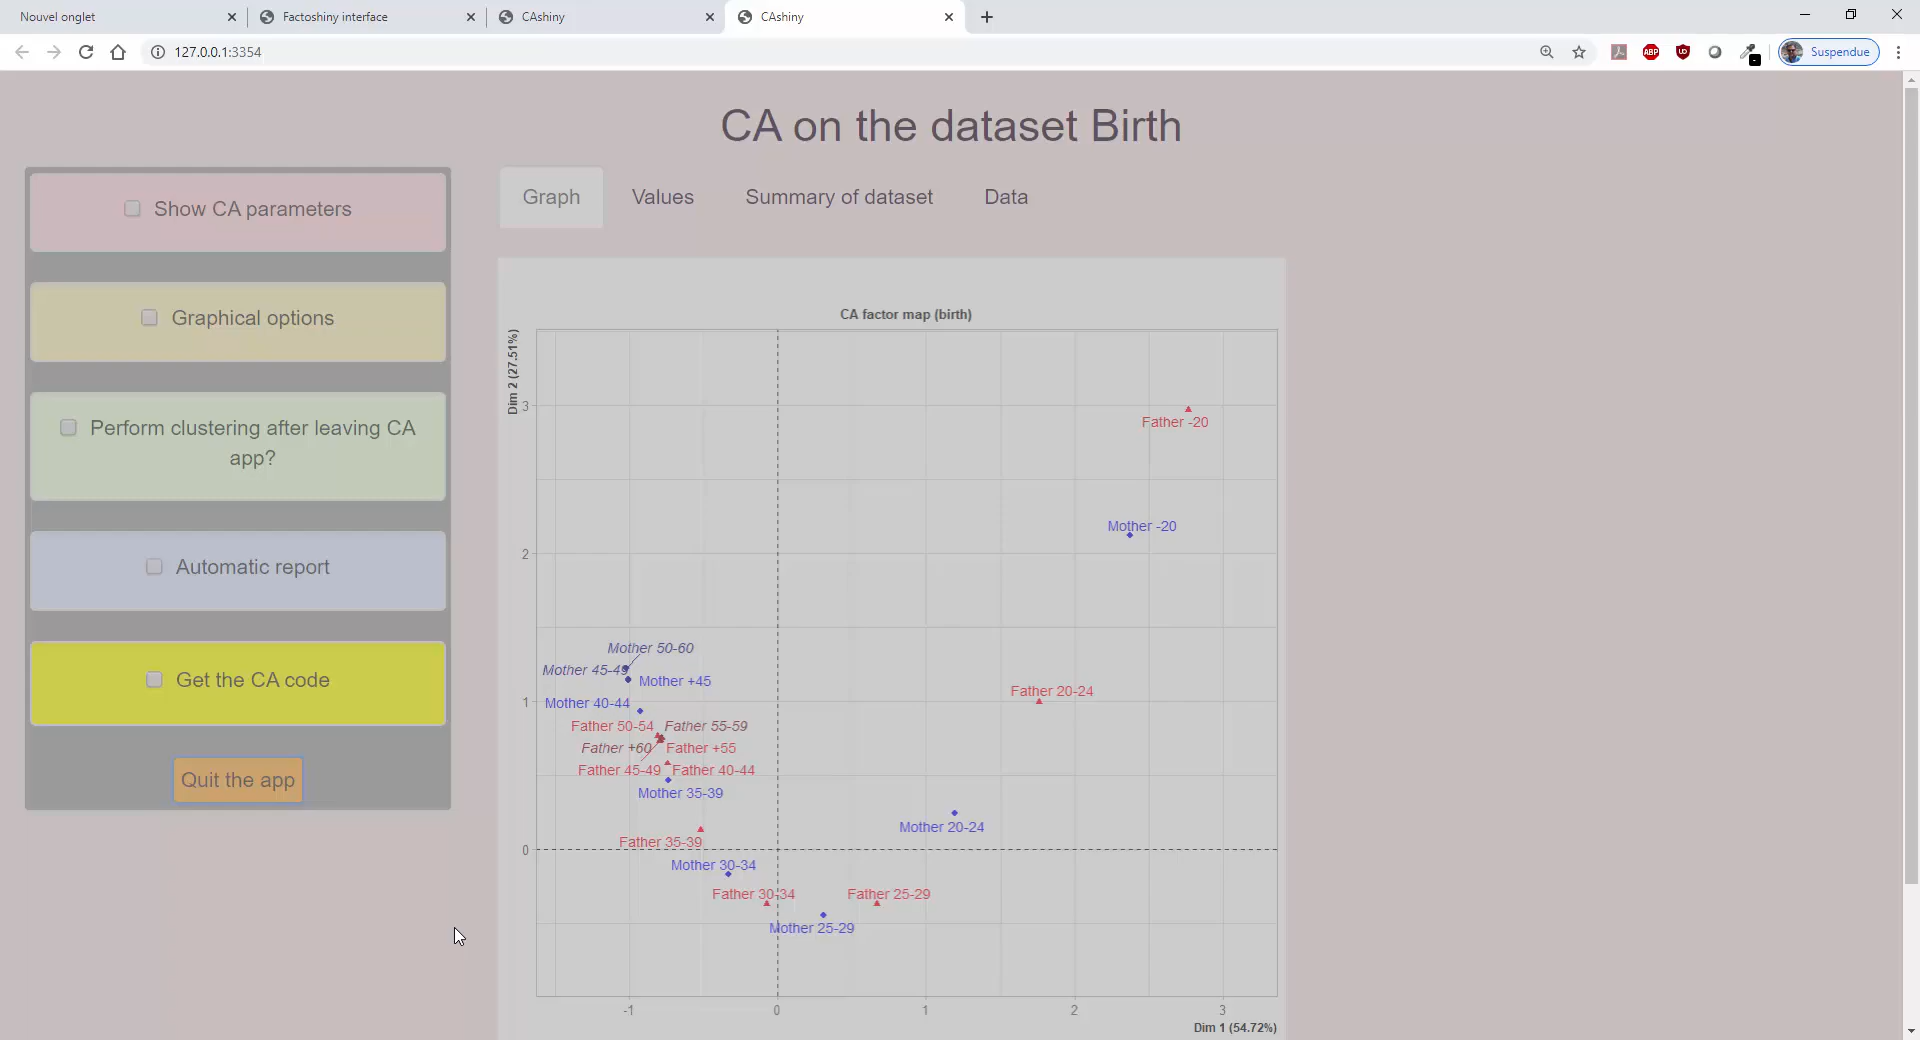 Nouvel onglet
Factoshiny interface
CAshiny
CAshiny
127.0.0.1:3354
ABP
Suspendue
CA on the dataset Birth
Show CA parameters
Graphical options
Perform clustering after leaving CA
app?
Automatic report
Get the CA code
Quit the app
Graph
Values
Summary of dataset
Data
CA factor map (birth)
Dim 2 (27.51%)
3
2
1
0
Father -20
Mother -20
Mother 50-60
Mother 45-49
Mother +45
Mother 40-44
Father 20-24
Father 50-54
Father 55-59
Father +60
Father +55
Father 45-49
Father 40-44
Mother 35-39
Mother 20-24
Father 35-39
Mother 30-34
Father 30-34
Father 25-29
Mother 25-29
-1
0
1
2
3
Dim 1 (54.72%)